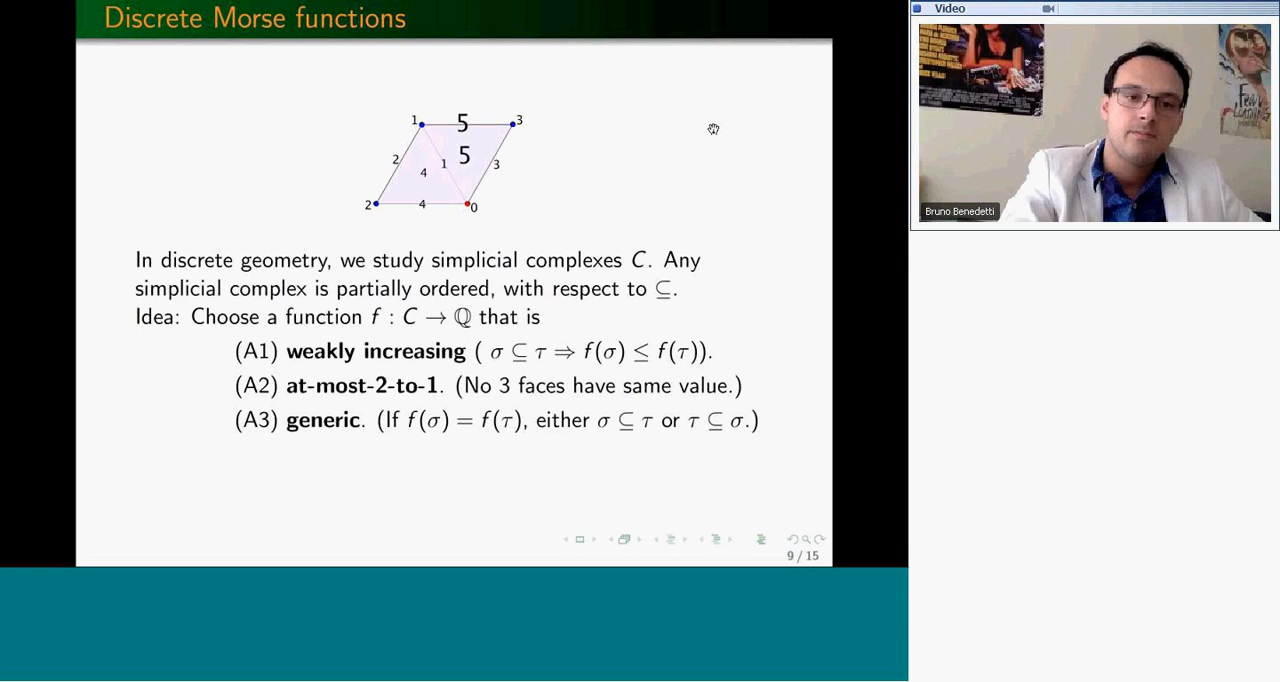 Discrete Morse functions
1 5 3
2 4 1 5 3
2 4 0
In discrete geometry, we study simplicial complexes C. Any
simplicial complex is partially ordered, with respect to ⊆.
Idea: Choose a function f : C → ℚ that is
(A1) weakly increasing ( σ ⊆ τ ⇒ f(σ) ≤ f(τ)).
(A2) at-most-2-to-1. (No 3 faces have same value.)
(A3) generic. (If f(σ) = f(τ), either σ ⊆ τ or τ ⊆ σ.)
9 / 15
Video
Bruno Benedetti